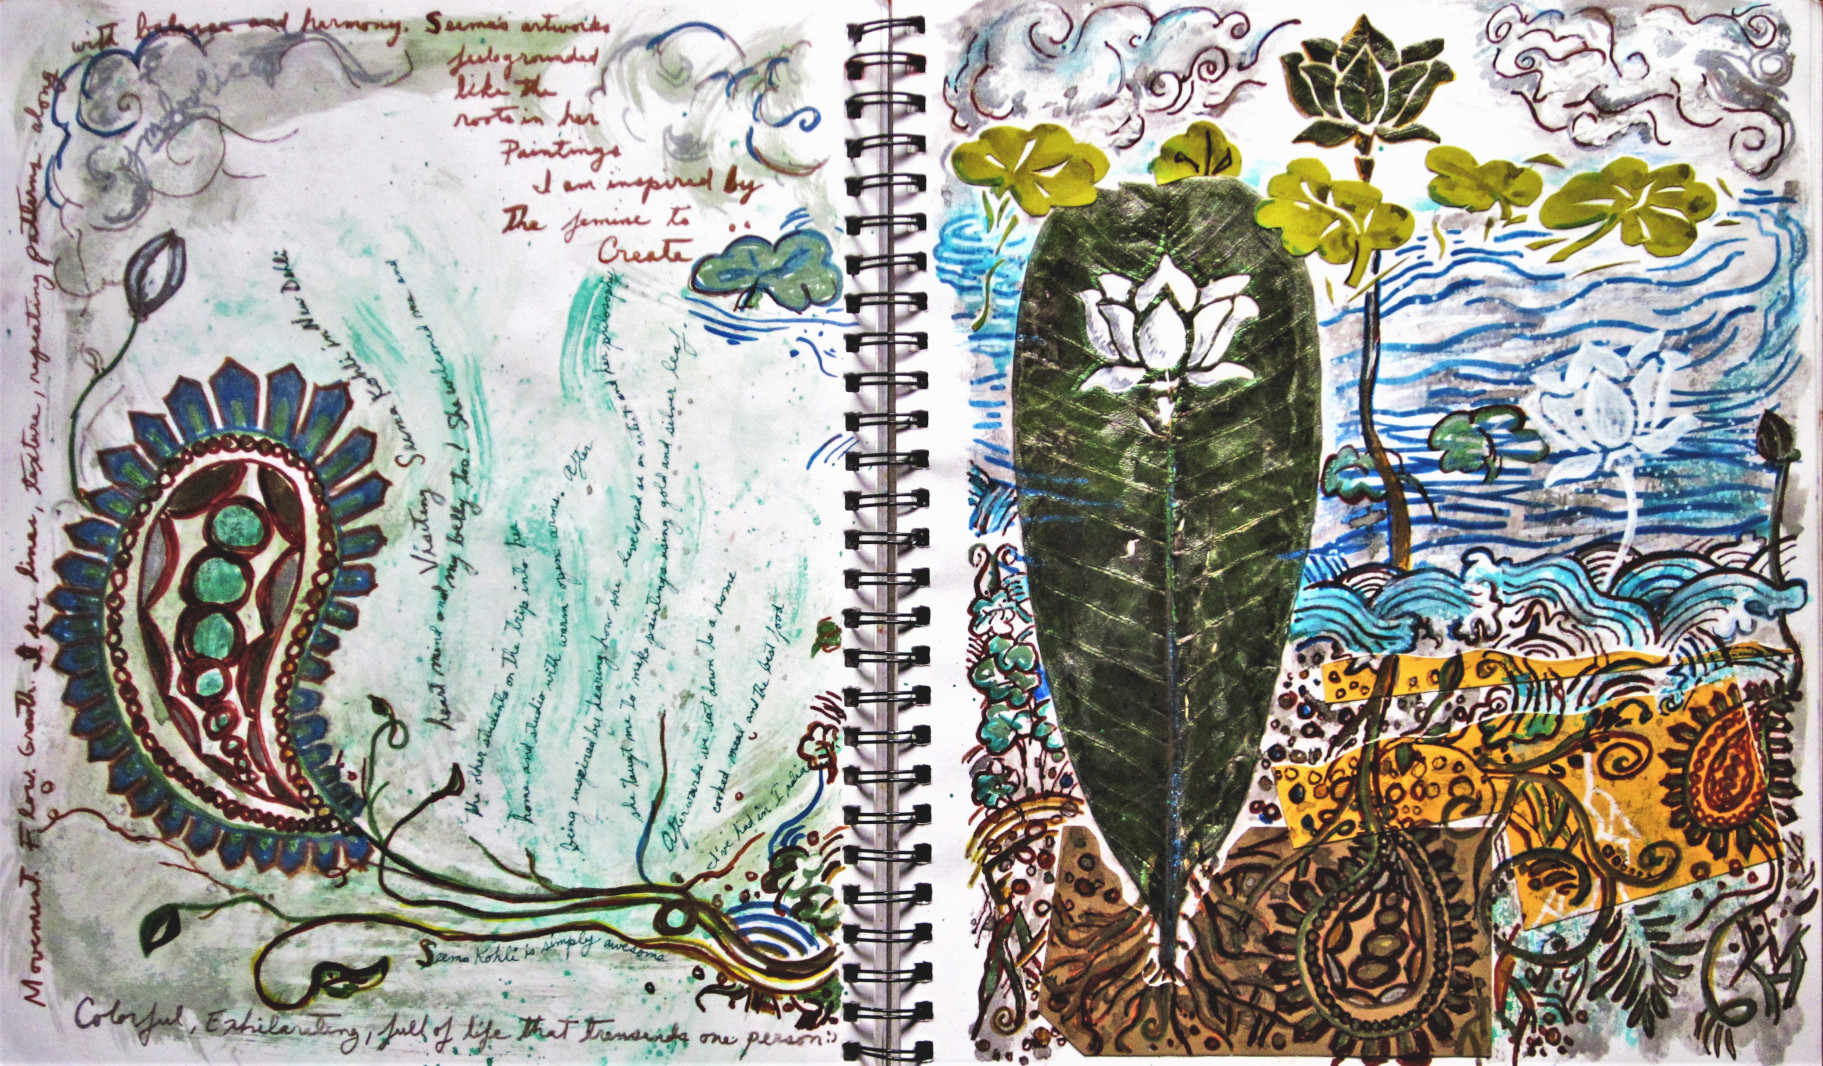 Movement. Flow Growth. I see line, texture, repeating patterns along
with balance and harmony. Seema's artworks
feels grounded
like the
roots in her
Paintings
I am inspired by
the femine to
Create
Visiting Seema Kohli in New Dehli
heart mind and my belly too! She welcomed me and
the other students on the trip into her
home and studio with warm open arms. After
being inspired by hearing how she developed as an artist and her philosophy
she taught me to make paintings using gold and silver leaf.
Afterwards we sat down to a home
cooked meal and the best food
I've had in India
Seema Kohli is simply awesome
Colorful, Exhilarating, full of life that transends one person :)